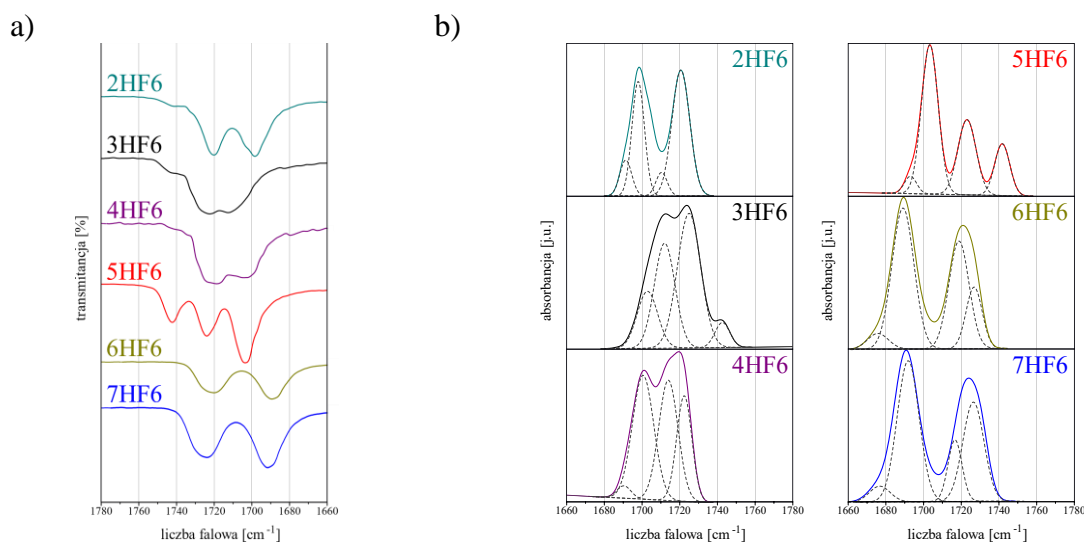 a)
2HF6
3HF6
4HF6
5HF6
6HF6
7HF6
transmitancja [%]
1780 1760 1740 1720 1700 1680 1660
liczba falowa [cm⁻¹]
b)
2HF6
5HF6
3HF6
6HF6
4HF6
7HF6
absorbancja [j.u.]
absorbancja [j.u.]
1660 1680 1700 1720 1740 1760 1780
1660 1680 1700 1720 1740 1760 1780
liczba falowa [cm⁻¹]
liczba falowa [cm⁻¹]